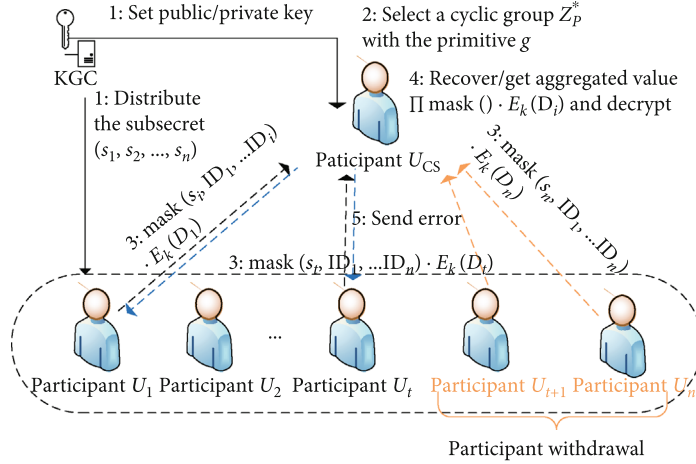 1: Set public/private key
2: Select a cyclic group Z*P
with the primitive g
KGC
4: Recover/get aggregated value
∏ mask () · Ek (Di) and decrypt
1: Distribute
the subsecret
(s1, s2, ..., sn)
Paticipant UCS
3: mask (si, ID1, ...IDi)
· Ek (D1)
5: Send error
3: mask (sn, ID1, ...IDn)
· Ek (Dn)
3: mask (st, ID1, ...IDn) · Ek (Dt)
...
Participant U1
Participant U2
Participant Ut
Participant Ut+1
Participant Un
Participant withdrawal